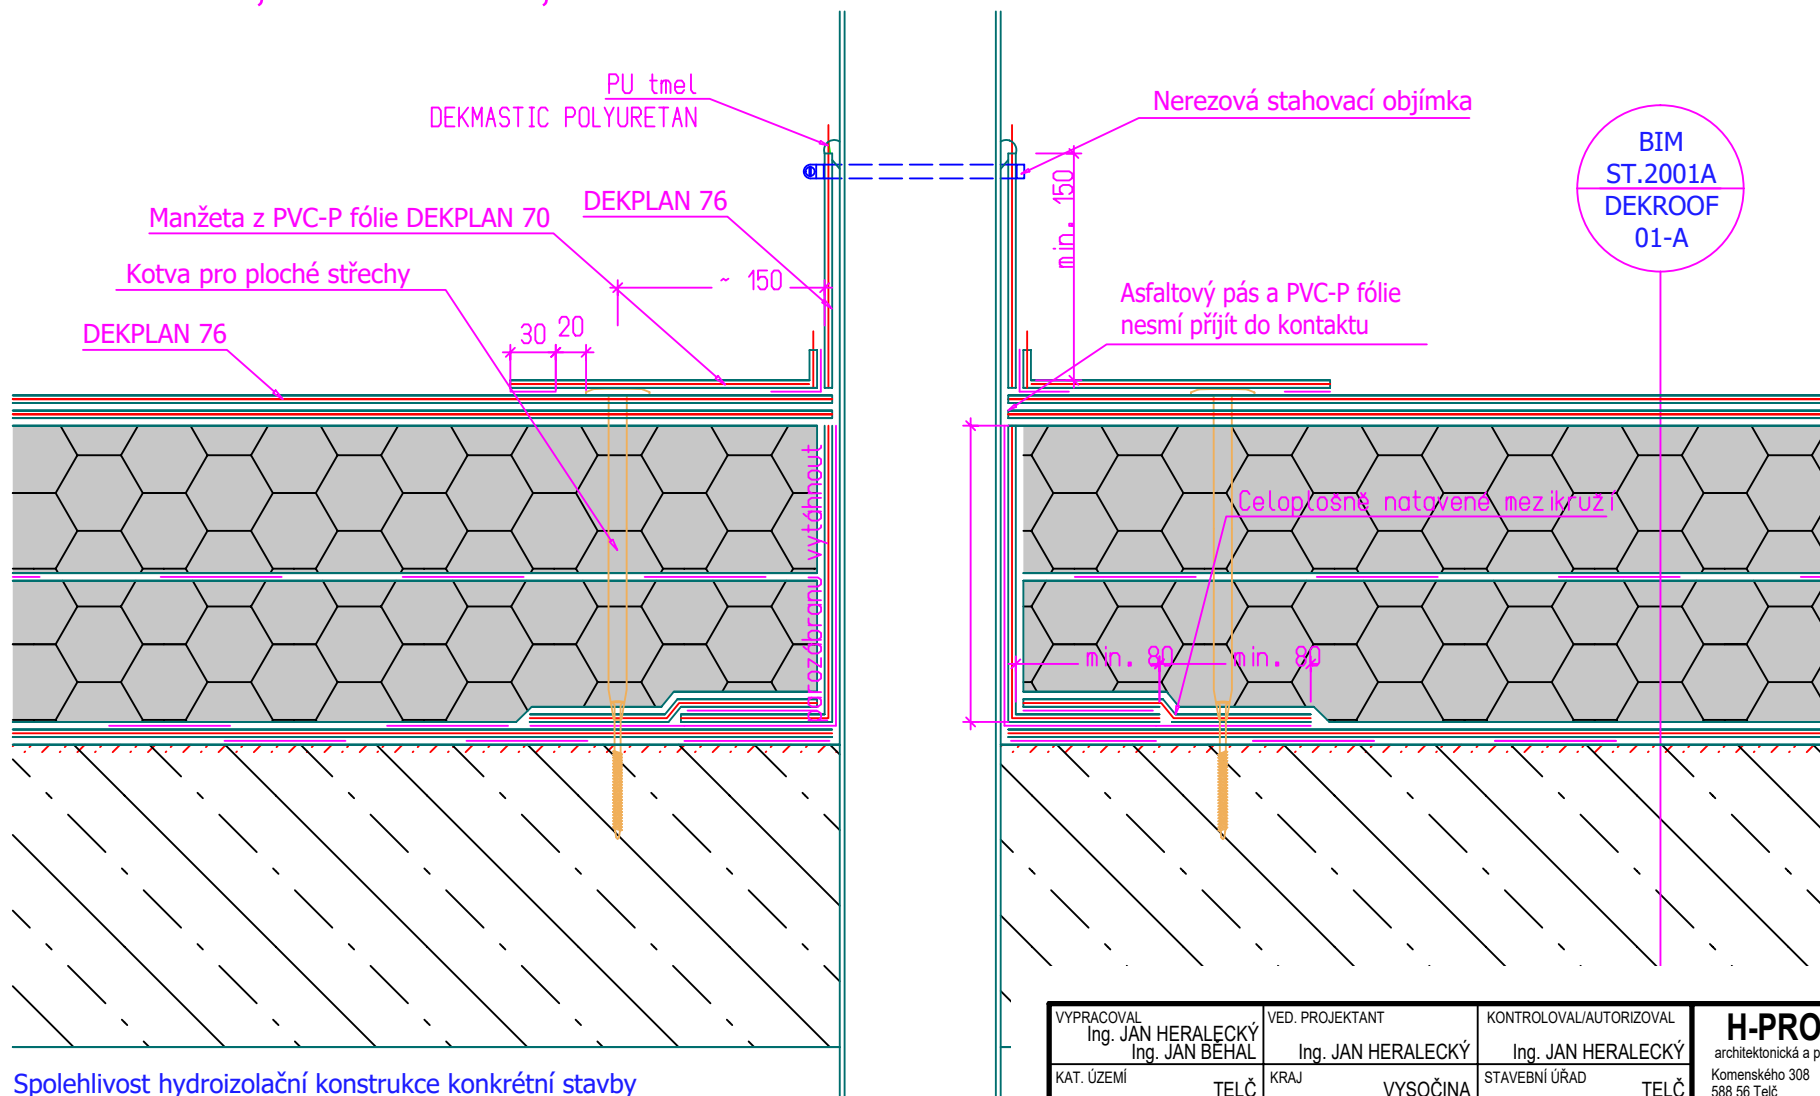 PU tmel
DEKMASTIC POLYURETAN
Nerezová stahovací objímka
BIM
ST.2001A
DEKROOF
01-A
Manžeta z PVC-P fólie DEKPLAN 70
DEKPLAN 76
min. 150
Kotva pro ploché střechy
~ 150
Asfaltový pás a PVC-P fólie
nesmí příjít do kontaktu
DEKPLAN 76
30
20
parozábranu vytáhnout
Celoplošně natavené mezikruží
min. 80
min. 80
VYPRACOVAL
Ing. JAN HERALECKÝ
Ing. JAN BĚHAL
VED. PROJEKTANT
Ing. JAN HERALECKÝ
KONTROLOVAL/AUTORIZOVAL
Ing. JAN HERALECKÝ
H-PRO
architektonická a p
Komenského 308
588 56 Telč
KAT. ÚZEMÍ
TELČ
KRAJ
VYSOČINA
STAVEBNÍ ÚŘAD
TELČ
Spolehlivost hydroizolační konstrukce konkrétní stavby